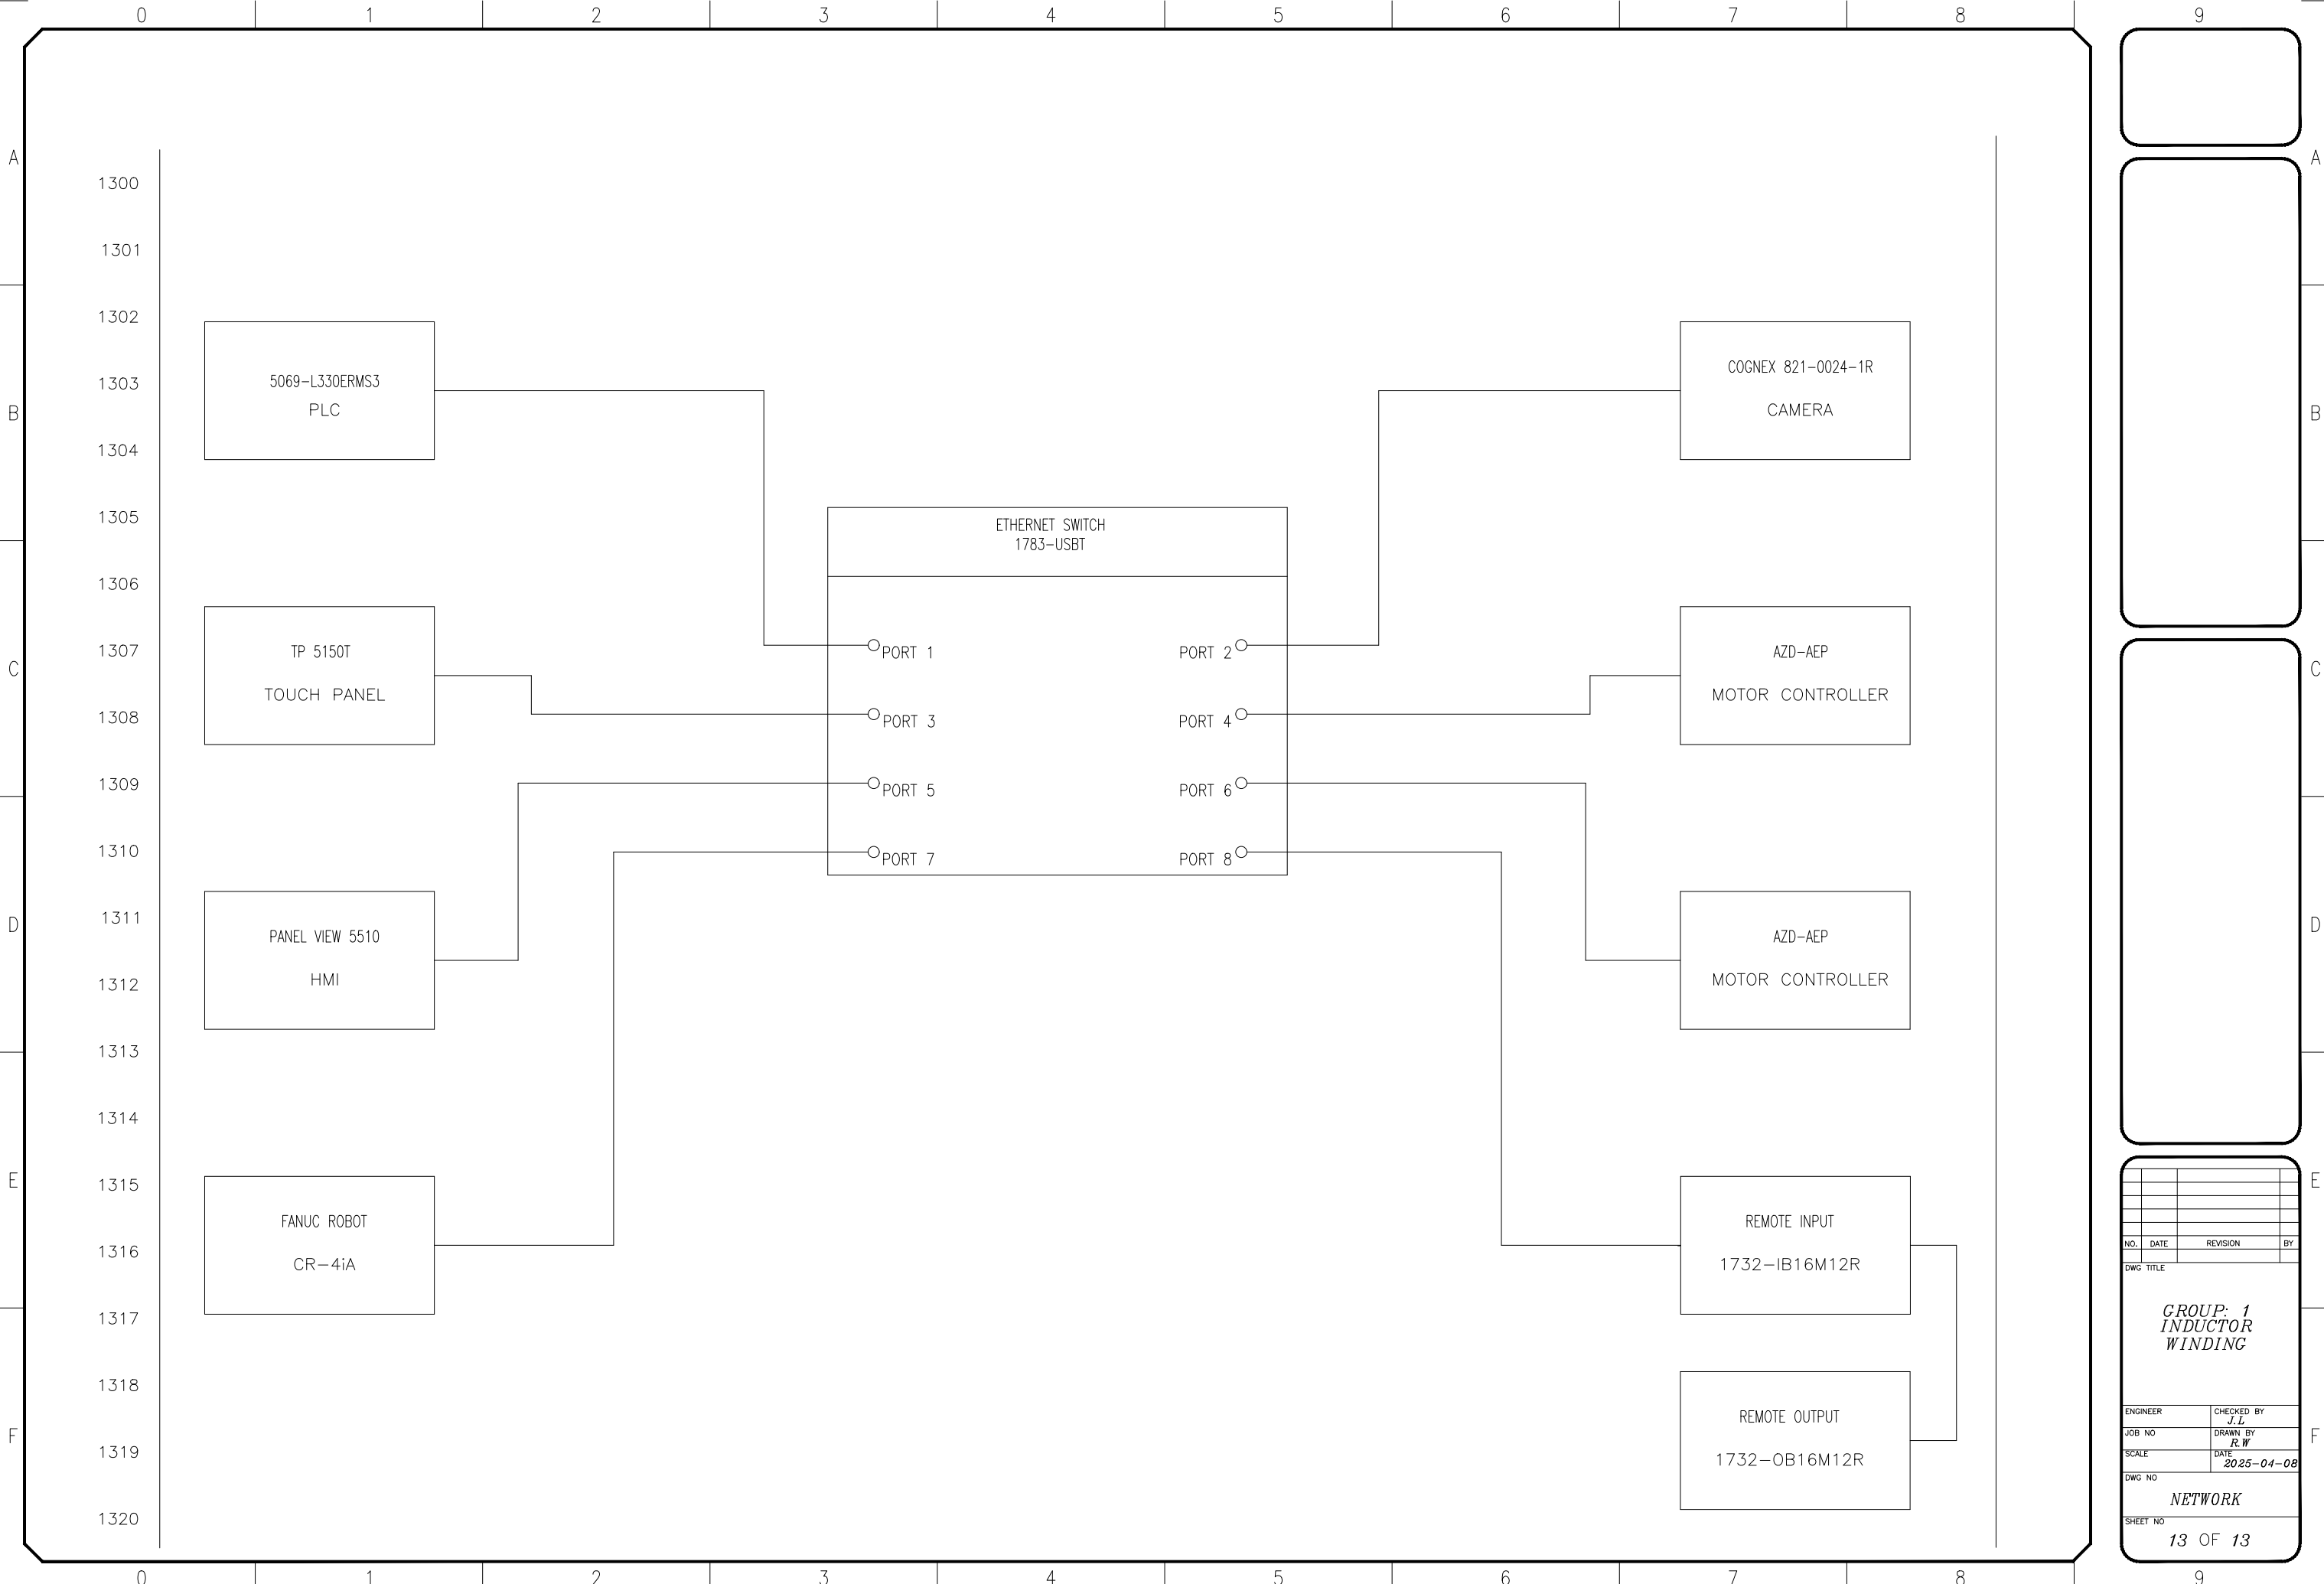 0 1 2 3 4 5 6 7 8 9
A A
1300
1301
1302
1303
1304
1305
1306
1307
1308
1309
1310
1311
1312
1313
1314
1315
1316
1317
1318
1319
1320
B B
C C
D D
E E
F F
5069-L330ERMS3
PLC
TP 5150T
TOUCH PANEL
PANEL VIEW 5510
HMI
FANUC ROBOT
CR-4iA
ETHERNET SWITCH
1783-USBT
PORT 1 PORT 2
PORT 3 PORT 4
PORT 5 PORT 6
PORT 7 PORT 8
COGNEX 821-0024-1R
CAMERA
AZD-AEP
MOTOR CONTROLLER
AZD-AEP
MOTOR CONTROLLER
REMOTE INPUT
1732-IB16M12R
REMOTE OUTPUT
1732-OB16M12R
NO. DATE REVISION BY
DWG TITLE
GROUP: 1
INDUCTOR
WINDING
ENGINEER CHECKED BY
J.L
JOB NO DRAWN BY
R.W
SCALE DATE
2025-04-08
DWG NO
NETWORK
SHEET NO
13 OF 13
0 1 2 3 4 5 6 7 8 9